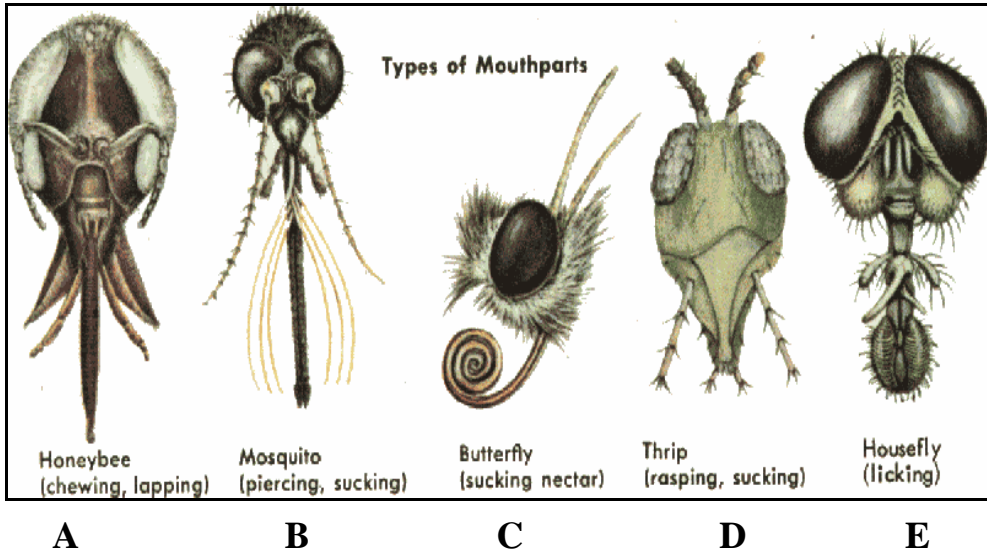 Types of Mouthparts
Honeybee
(chewing, lapping)
Mosquito
(piercing, sucking)
Butterfly
(sucking nectar)
Thrip
(rasping, sucking)
Housefly
(licking)
A B C D E